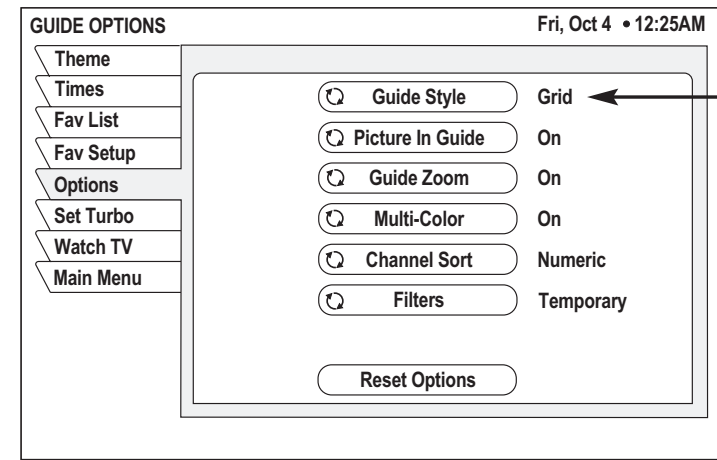 GUIDE OPTIONS Fri, Oct 4 • 12:25AM
Theme
Times
Fav List
Fav Setup
Options
Set Turbo
Watch TV
Main Menu
Guide Style Grid
Picture In Guide On
Guide Zoom On
Multi-Color On
Channel Sort Numeric
Filters Temporary
Reset Options